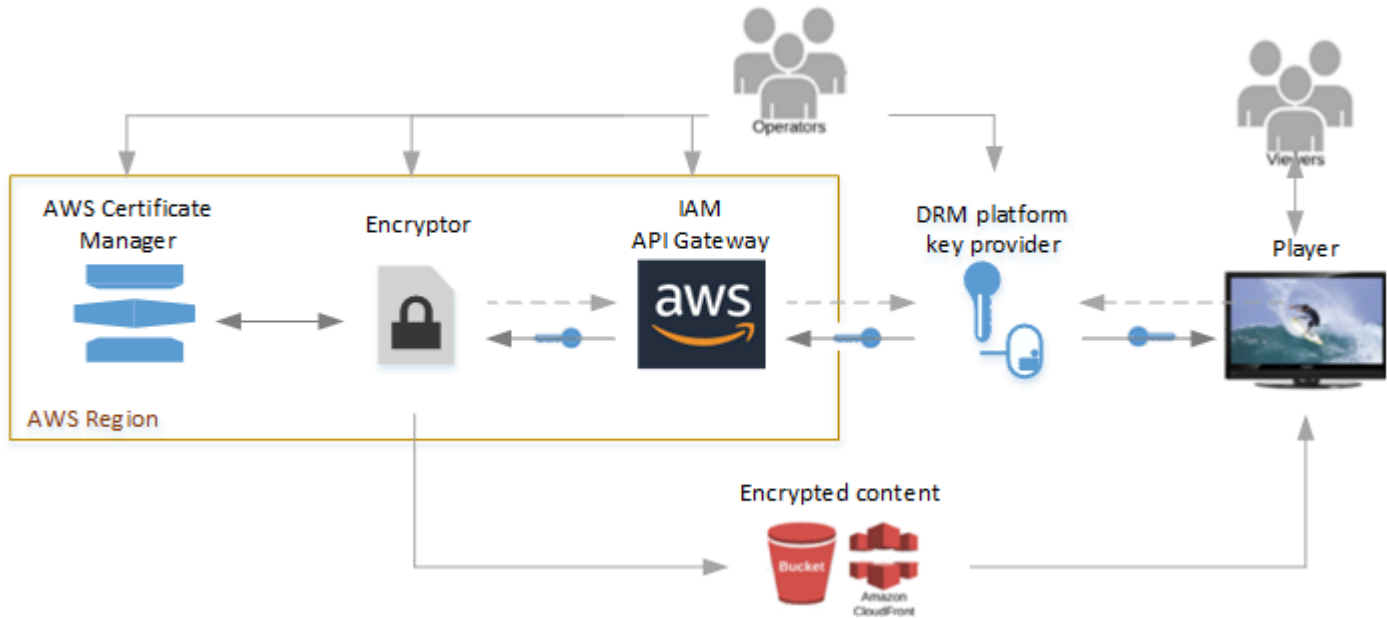 Operators
Viewers
AWS Certificate
Manager
Encryptor
IAM
API Gateway
aws
DRM platform
key provider
Player
AWS Region
Encrypted content
Bucket
Amazon
CloudFront